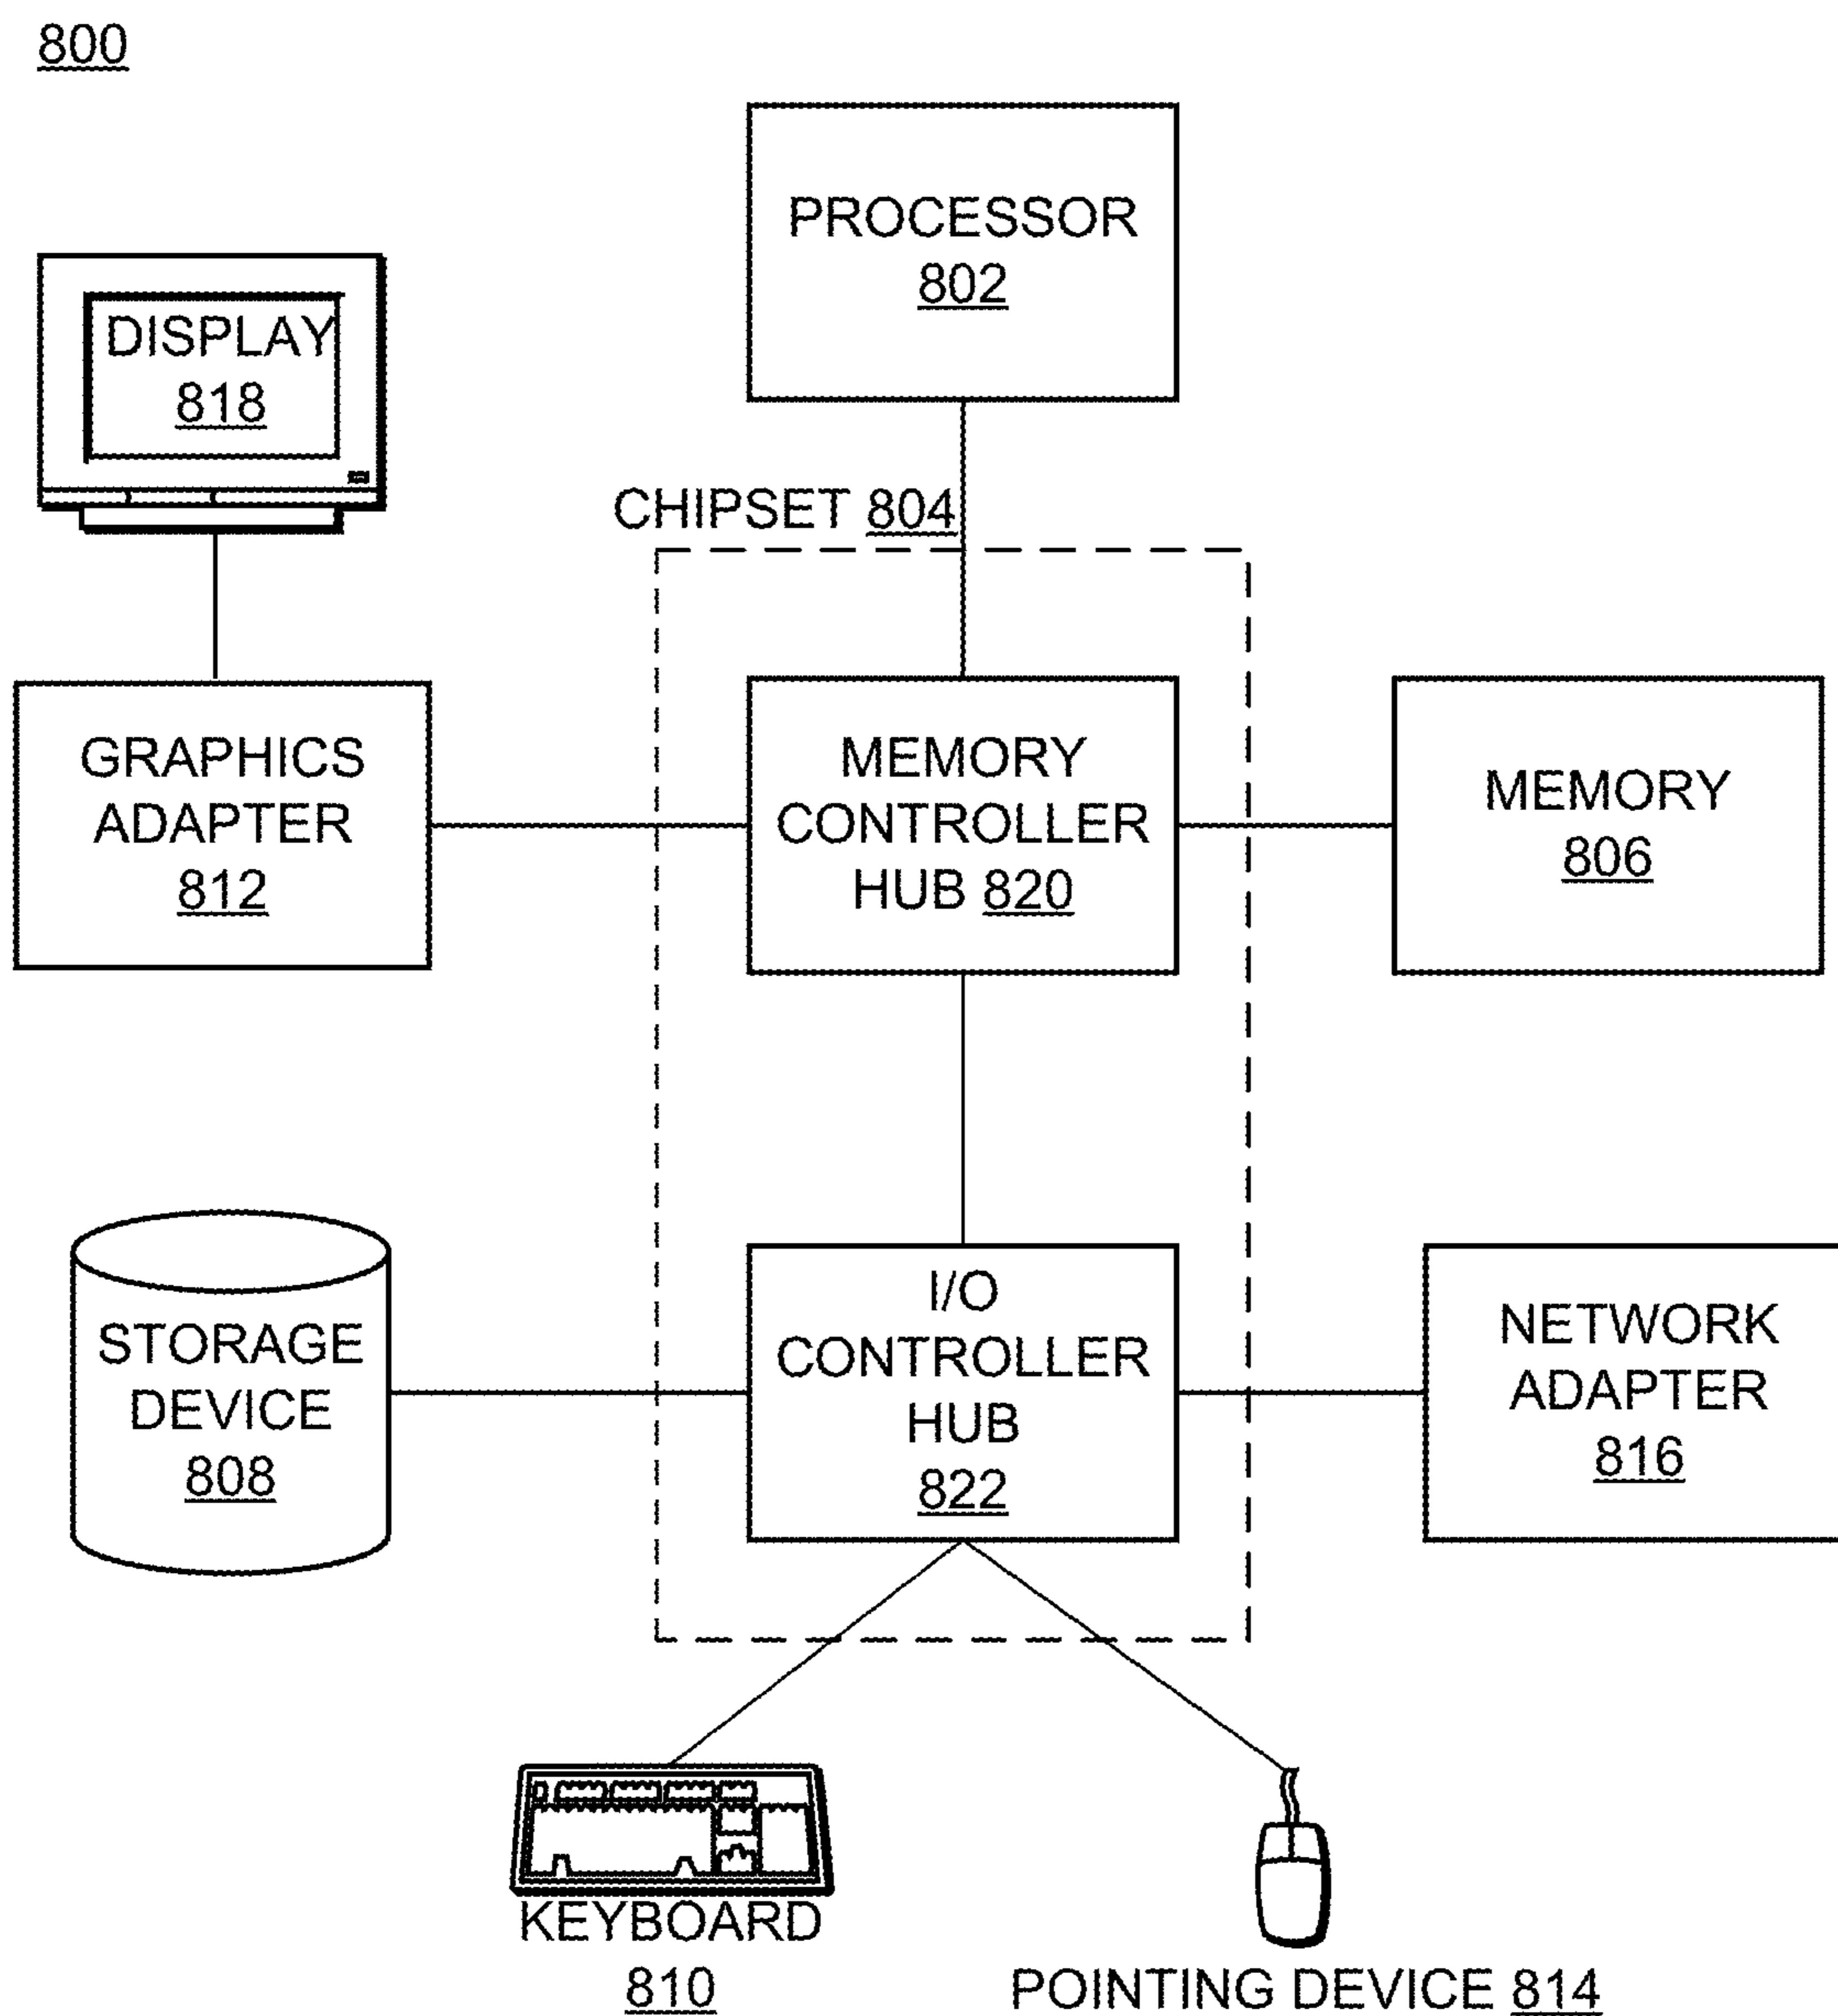 800
PROCESSOR
802
DISPLAY
818
CHIPSET 804
GRAPHICS
ADAPTER
812
MEMORY
CONTROLLER
HUB 820
MEMORY
806
STORAGE
DEVICE
808
I/O
CONTROLLER
HUB
822
NETWORK
ADAPTER
816
KEYBOARD
810
POINTING DEVICE 814